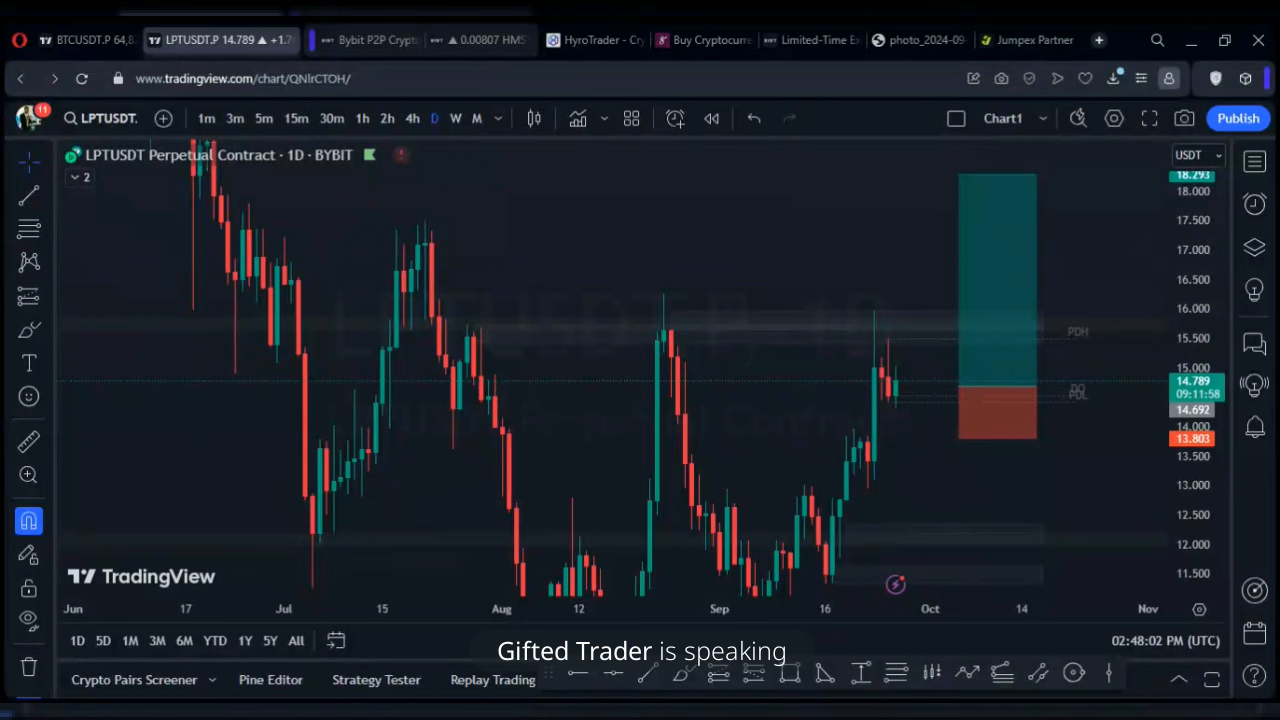 BTCUSDT.P 64,8
LPTUSDT.P 14.789 ▲ +1.7
Bybit P2P Crypto
▲ 0.00807 HMS
HyroTrader - Cry
Buy Cryptocurre
Limited-Time E
photo_2024-09-
Jumpex Partner
www.tradingview.com/chart/QNlrCTOH/
11
LPTUSDT.
1m 3m 5m 15m 30m 1h 2h 4h D W M
Chart1
Publish
LPTUSDT Perpetual Contract · 1D · BYBIT
USDT
2
18.293
18.000
17.500
17.000
16.500
16.000
15.500
15.000
14.789
09:11:58
14.692
14.000
13.803
13.500
13.000
12.500
12.000
11.500
PDH
DO
PDL
TradingView
Jun 17 Jul 15 Aug 12 Sep 16 Oct 14 Nov
1D 5D 1M 3M 6M YTD 1Y 5Y All
02:48:02 PM (UTC)
Gifted Trader is speaking
Crypto Pairs Screener Pine Editor Strategy Tester Replay Trading